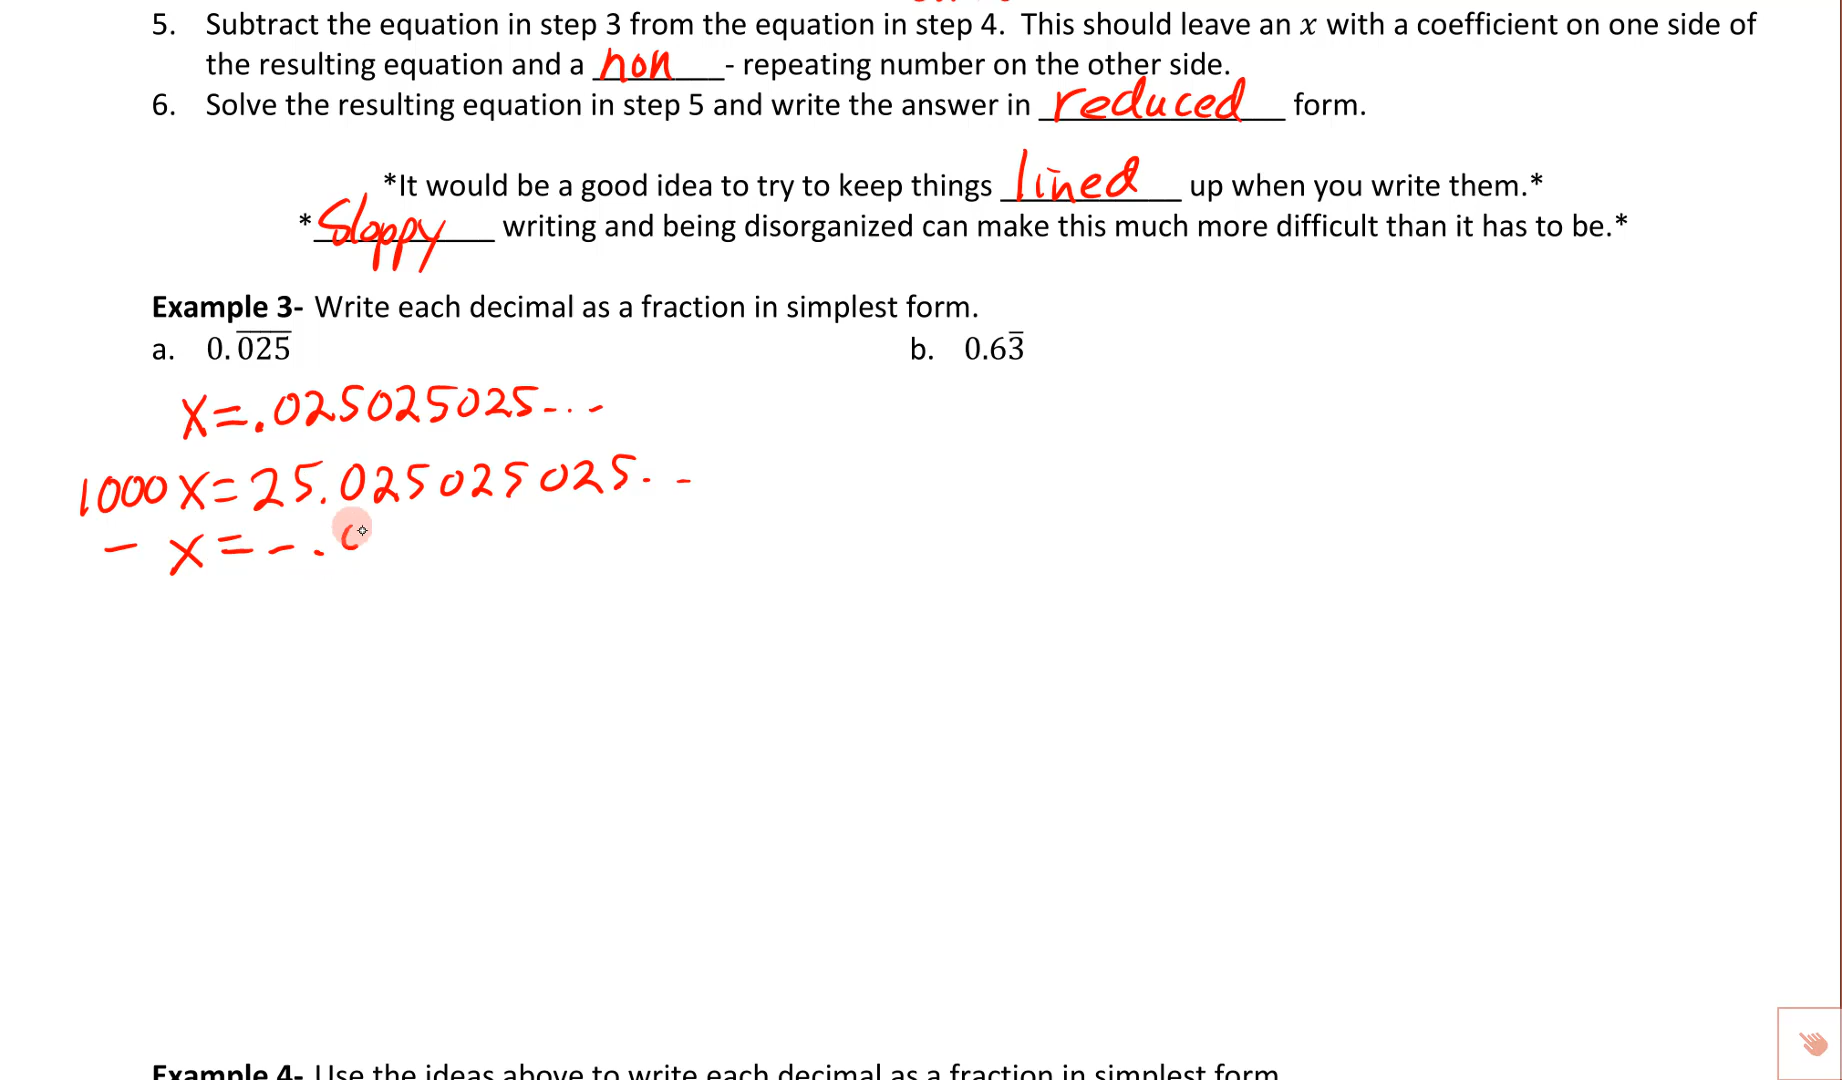 5. Subtract the equation in step 3 from the equation in step 4. This should leave an x with a coefficient on one side of
the resulting equation and a non - repeating number on the other side.
6. Solve the resulting equation in step 5 and write the answer in reduced form.
*It would be a good idea to try to keep things lined up when you write them.*
*Sloppy writing and being disorganized can make this much more difficult than it has to be.*
Example 3- Write each decimal as a fraction in simplest form.
a. 0.0̅2̅5̅ b. 0.63̅
x=.025025025...
1000x=25.025025025...
- x=-.0
Example 4- Use the ideas above to write each decimal as a fraction in simplest form.